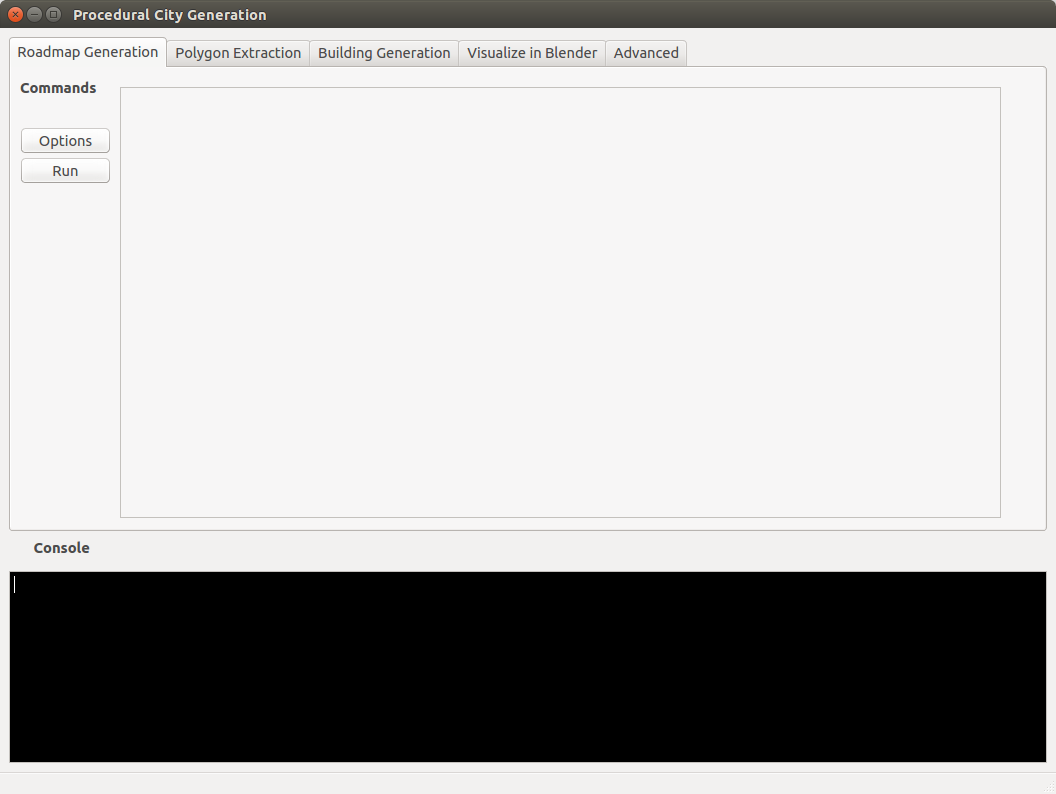 Procedural City Generation
Roadmap Generation Polygon Extraction Building Generation Visualize in Blender Advanced
Commands
Options
Run
Console